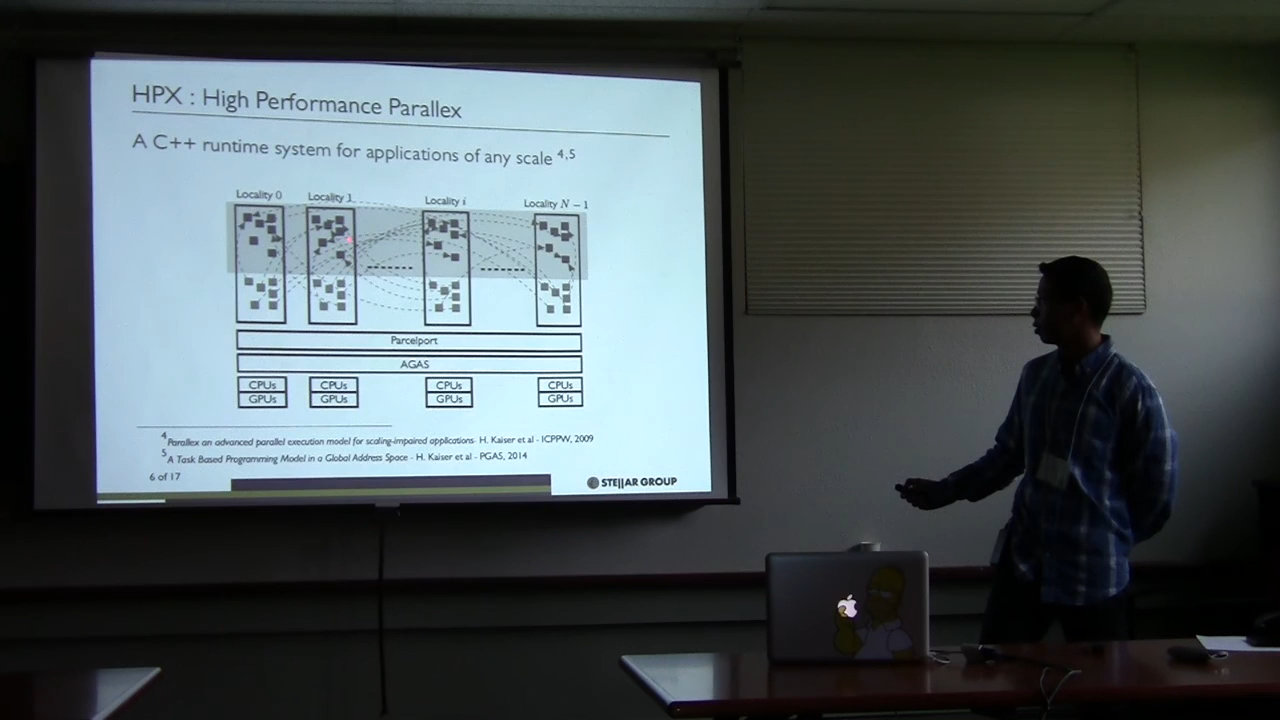 HPX : High Performance Parallex
A C++ runtime system for applications of any scale 4,5
Locality 0 Locality 1 Locality i Locality N − 1
Parcelport
AGAS
CPUs CPUs CPUs CPUs
GPUs GPUs GPUs GPUs
4 Parallex an advanced parallel execution model for scaling-impaired applications- H. Kaiser et al - ICPPW, 2009
5 A Task Based Programming Model in a Global Address Space - H. Kaiser et al - PGAS, 2014
6 of 17
STE||AR GROUP